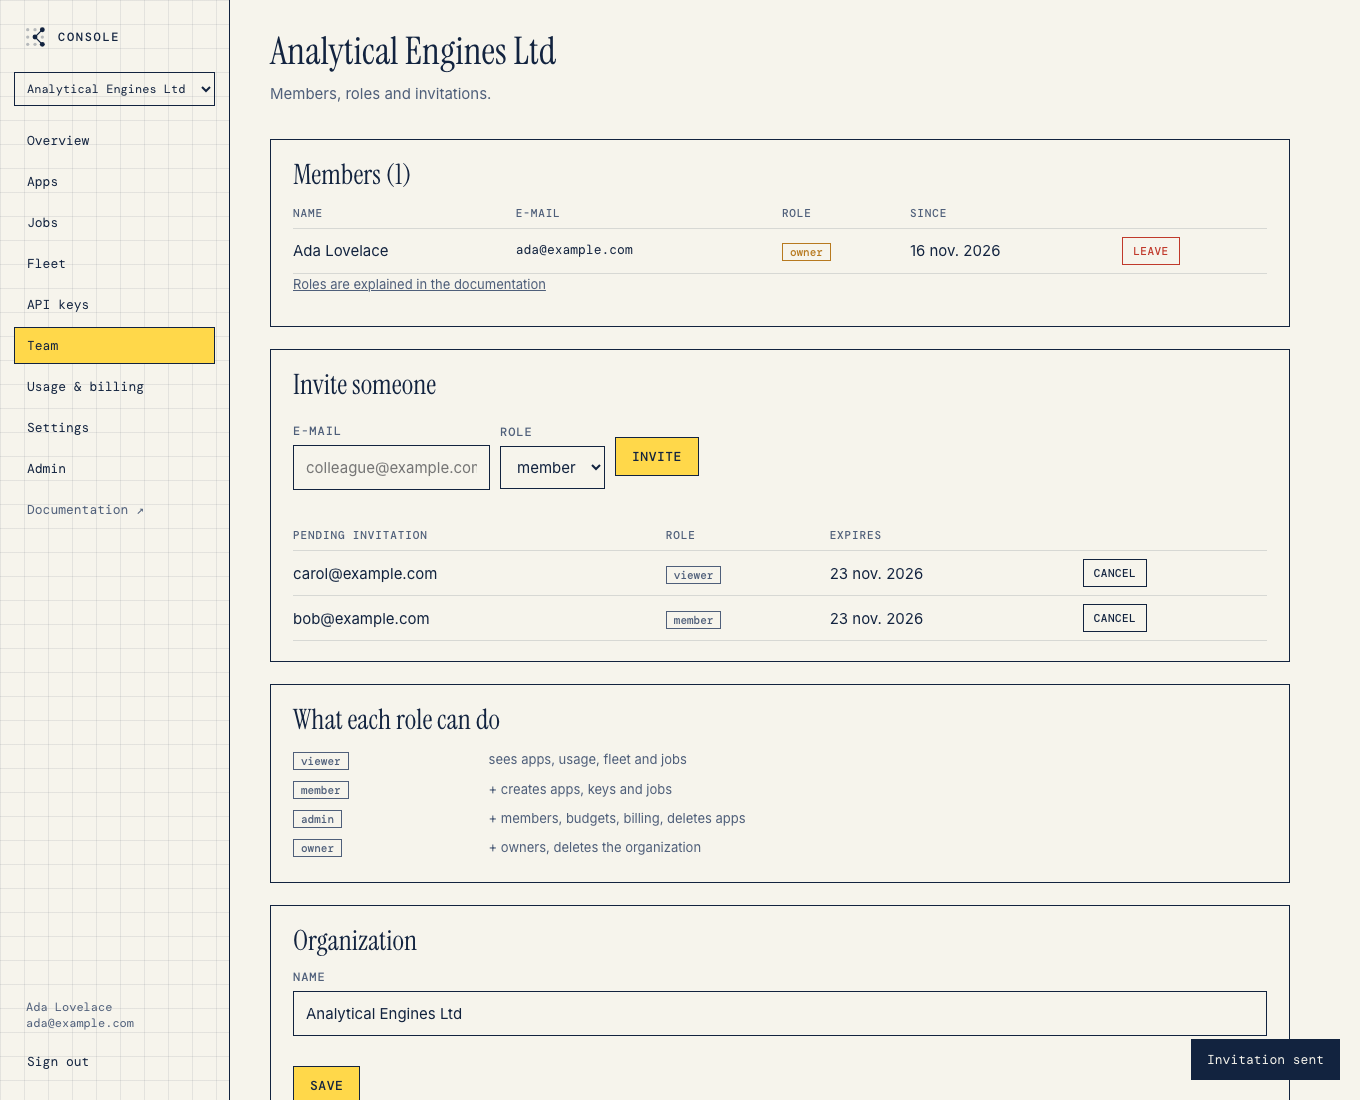 CONSOLE
Analytical Engines Ltd
Overview
Apps
Jobs
Fleet
API keys
Team
Usage & billing
Settings
Admin
Documentation ↗
Ada Lovelace
ada@example.com
Sign out
Analytical Engines Ltd
Members, roles and invitations.
Members (1)
NAME E-MAIL ROLE SINCE
Ada Lovelace ada@example.com owner 16 nov. 2026 LEAVE
Roles are explained in the documentation
Invite someone
E-MAIL ROLE
colleague@example.cor member INVITE
PENDING INVITATION ROLE EXPIRES
carol@example.com viewer 23 nov. 2026 CANCEL
bob@example.com member 23 nov. 2026 CANCEL
What each role can do
viewer sees apps, usage, fleet and jobs
member + creates apps, keys and jobs
admin + members, budgets, billing, deletes apps
owner + owners, deletes the organization
Organization
NAME
Analytical Engines Ltd
SAVE
Invitation sent